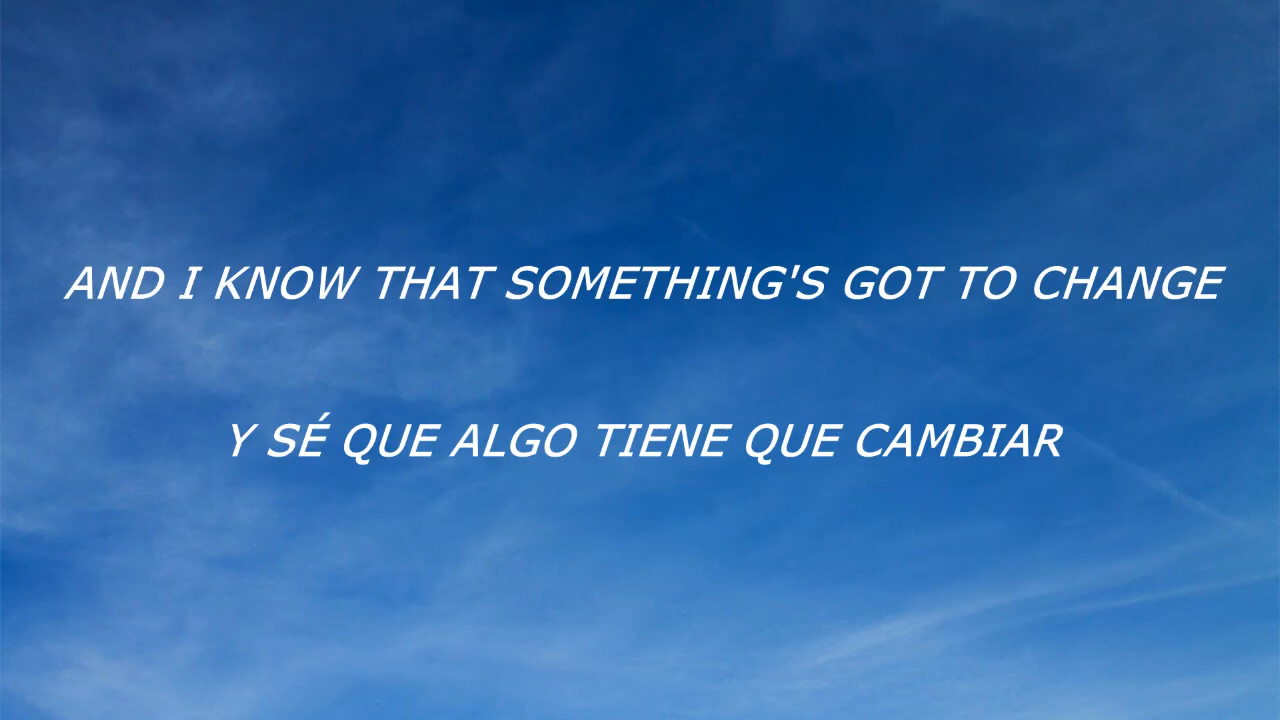 AND I KNOW THAT SOMETHING'S GOT TO CHANGE
Y SÉ QUE ALGO TIENE QUE CAMBIAR